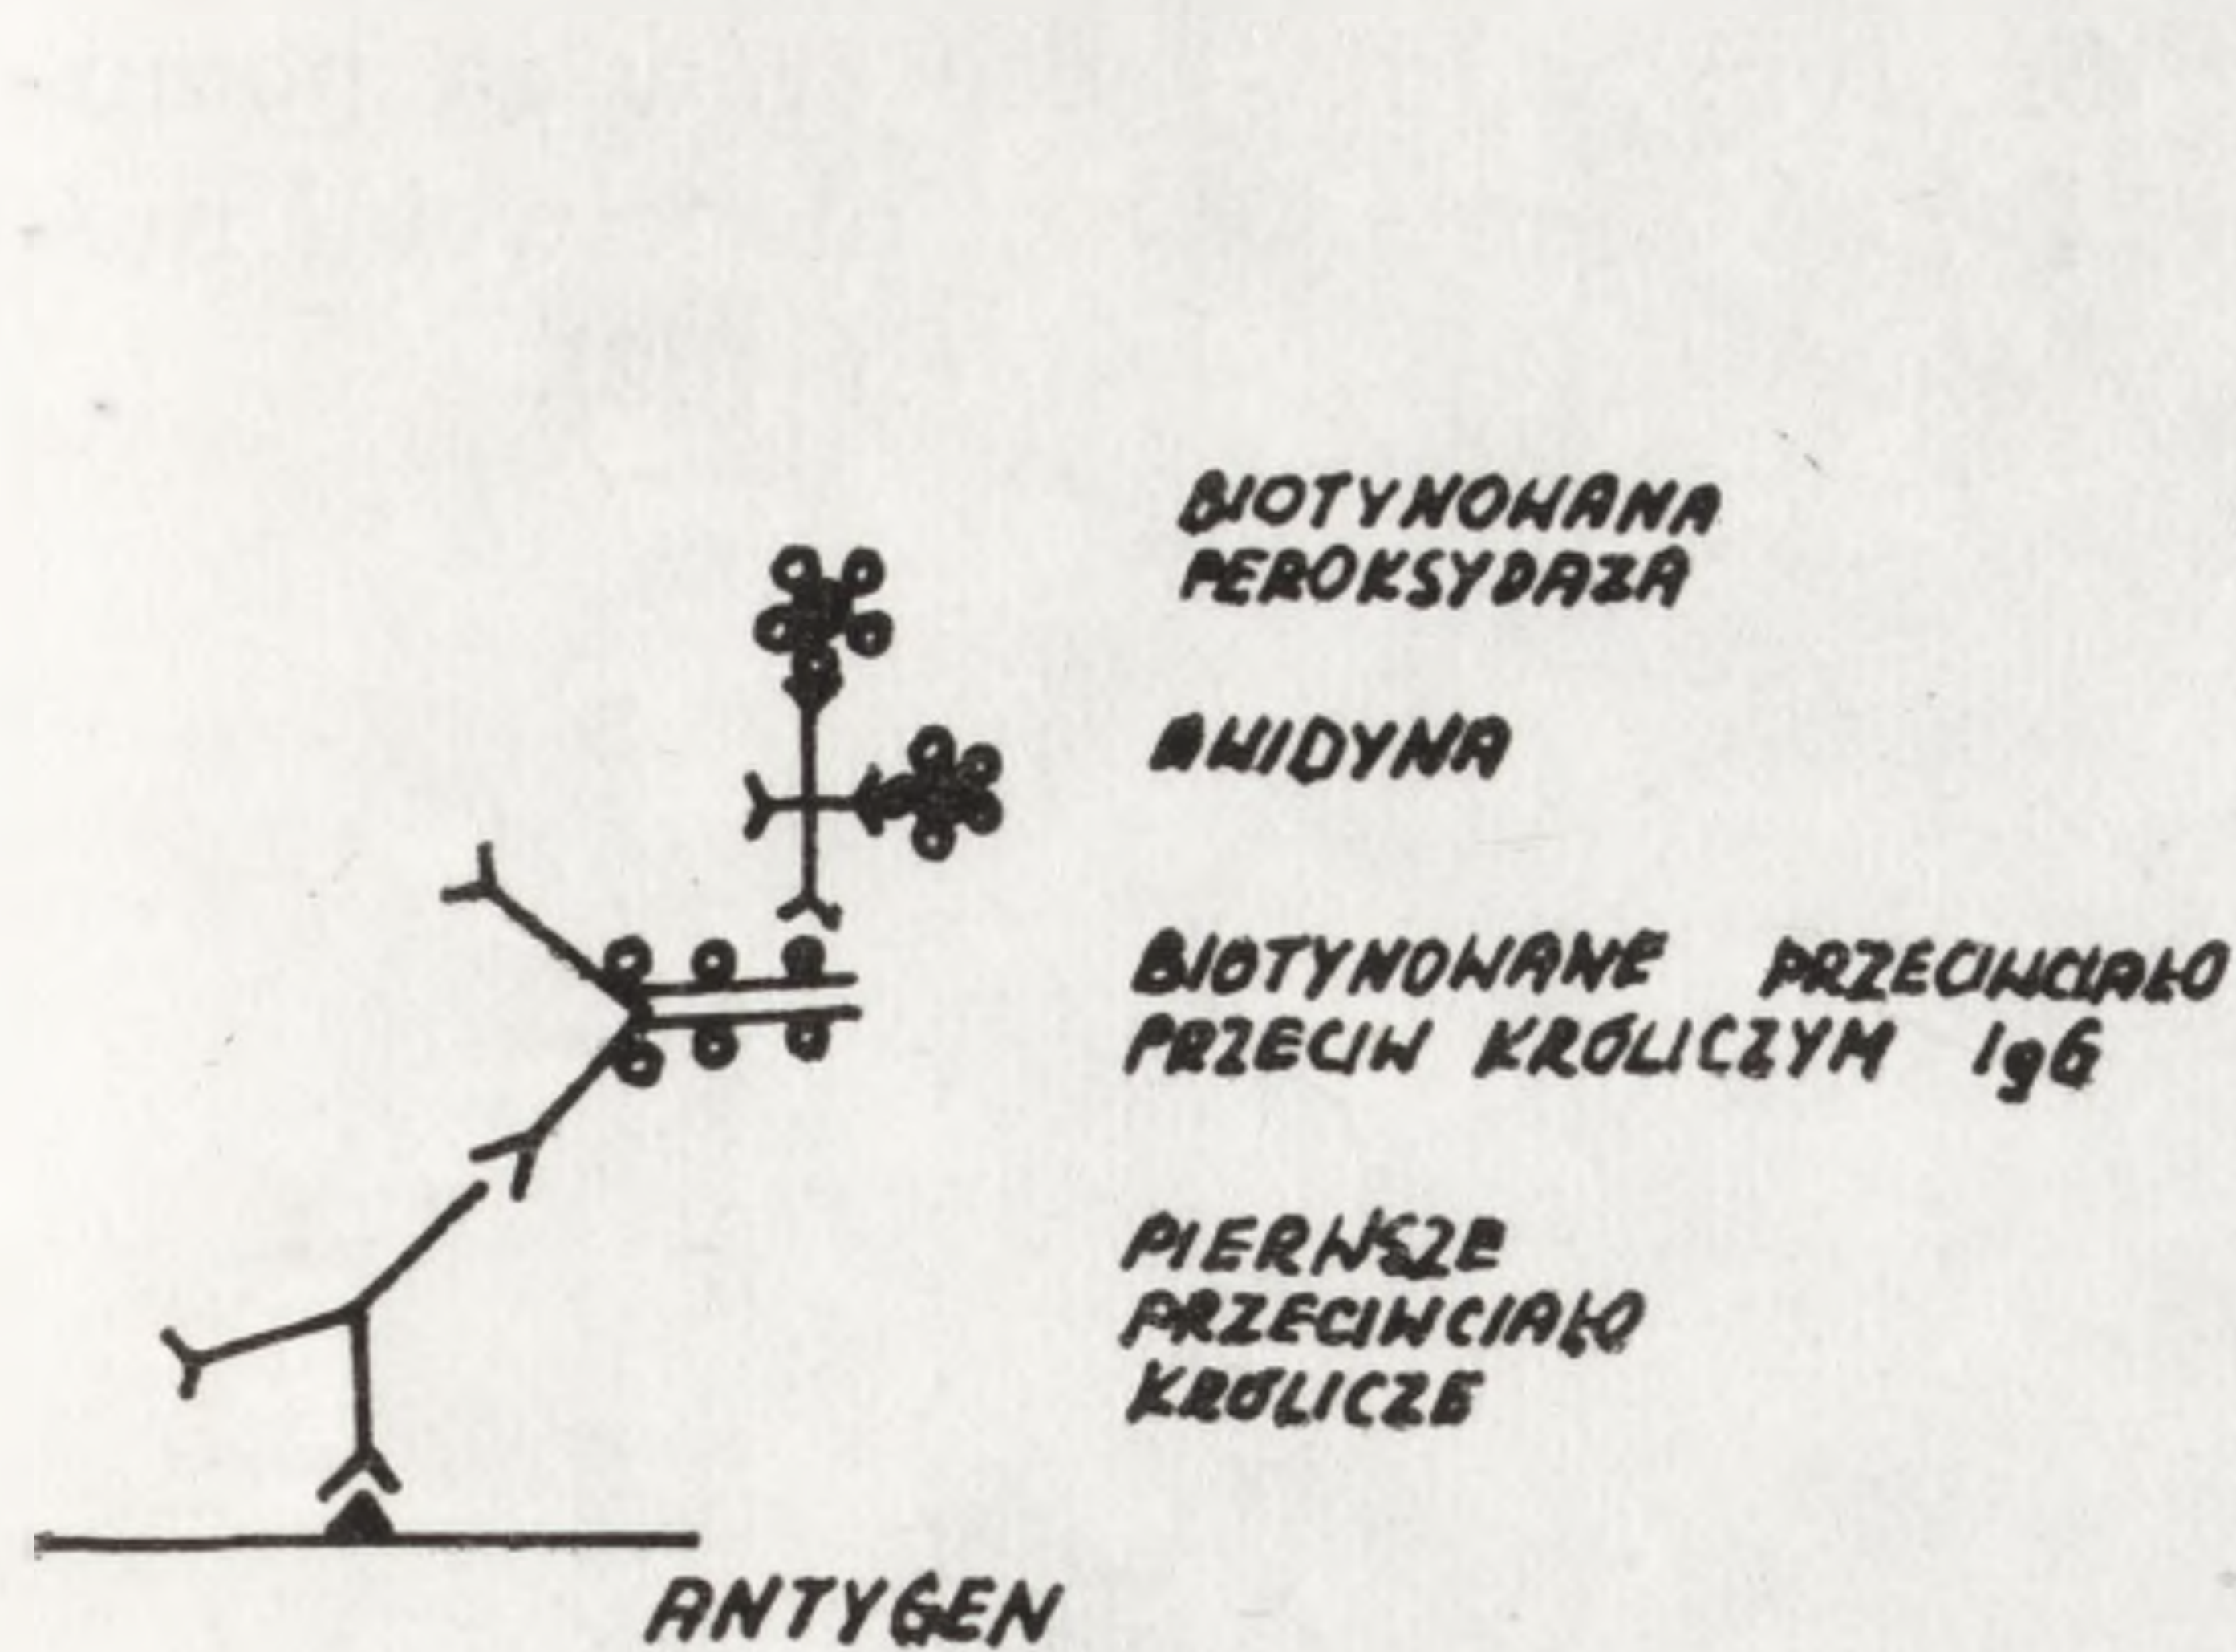 BIOTYNOWANA
PEROKSYDAZA
AWIDYNA
BIOTYNOWANE PRZECIWCIAŁO
PRZECIW KRÓLICZYM IgG
PIERWSZE
PRZECIWCIAŁO
KRÓLICZE
ANTYGEN